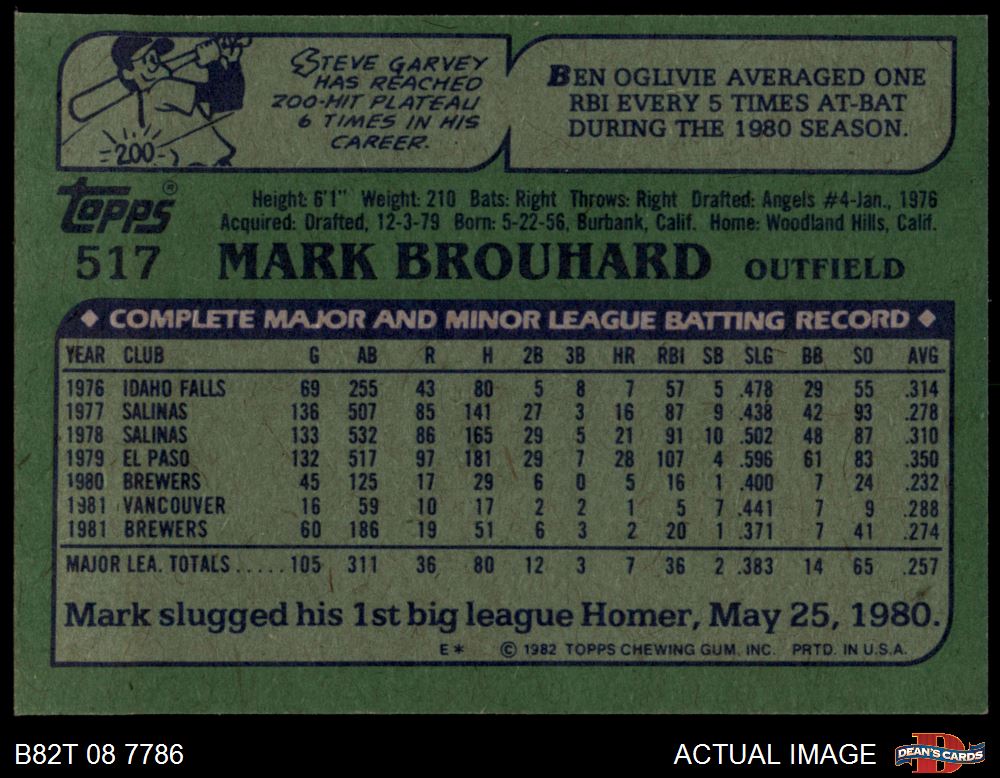 STEVE GARVEY
HAS REACHED
200-HIT PLATEAU
6 TIMES IN HIS
CAREER.
-200-
BEN OGLIVIE AVERAGED ONE
RBI EVERY 5 TIMES AT-BAT
DURING THE 1980 SEASON.
Topps®
517
Height: 6'1" Weight: 210 Bats: Right Throws: Right Drafted: Angels #4-Jan., 1976
Acquired: Drafted, 12-3-79 Born: 5-22-56, Burbank, Calif. Home: Woodland Hills, Calif.
MARK BROUHARD OUTFIELD
◆ COMPLETE MAJOR AND MINOR LEAGUE BATTING RECORD ◆
YEAR CLUB G AB R H 2B 3B HR RBI SB SLG BB SO AVG
1976 IDAHO FALLS 69 255 43 80 5 8 7 57 5 .478 29 55 .314
1977 SALINAS 136 507 85 141 27 3 16 87 9 .438 42 93 .278
1978 SALINAS 133 532 86 165 29 5 21 91 10 .502 48 87 .310
1979 EL PASO 132 517 97 181 29 7 28 107 4 .596 61 83 .350
1980 BREWERS 45 125 17 29 6 0 5 16 1 .400 7 24 .232
1981 VANCOUVER 16 59 10 17 2 2 1 5 7 .441 7 9 .288
1981 BREWERS 60 186 19 51 6 3 2 20 1 .371 7 41 .274
MAJOR LEA. TOTALS.....105 311 36 80 12 3 7 36 2 .383 14 65 .257
Mark slugged his 1st big league Homer, May 25, 1980.
E* © 1982 TOPPS CHEWING GUM, INC. PRTD. IN U.S.A.
B82T 08 7786
ACTUAL IMAGE
DEAN'S CARDS